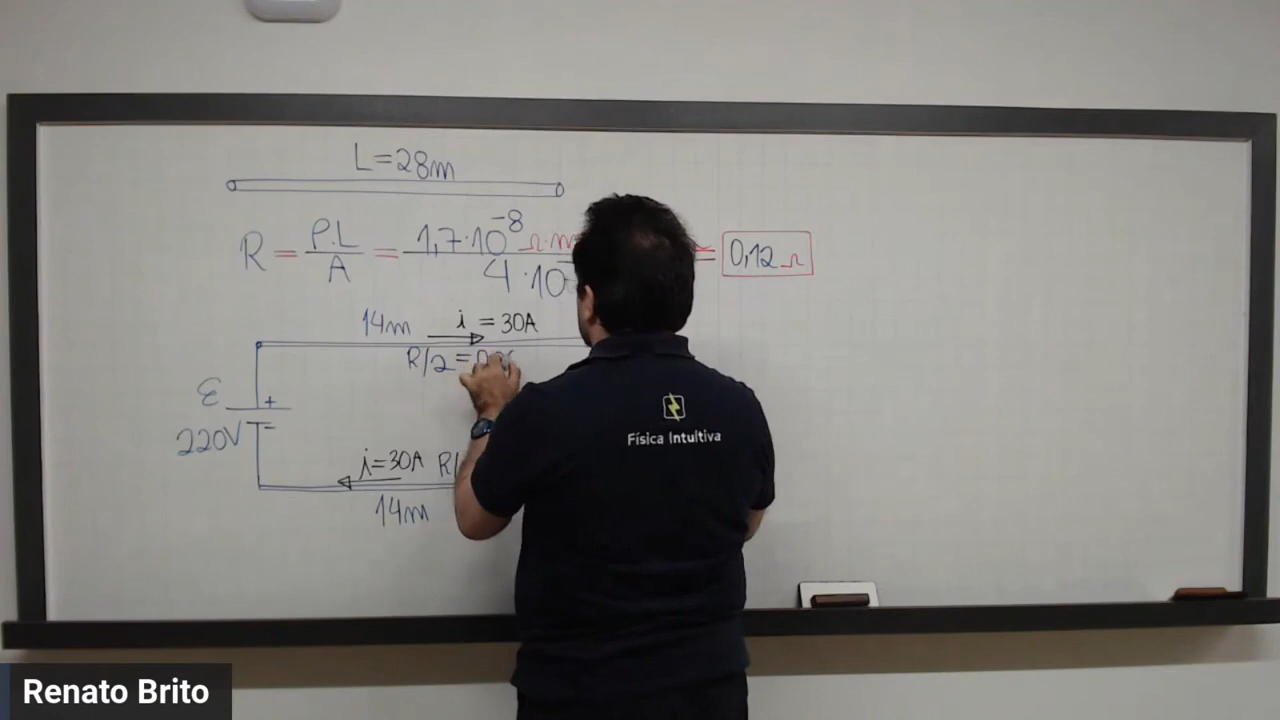 L=28m
R = ρ.L/A = 1,7·10⁻⁸ Ω·m / 4·10 = 0,12 Ω
14m i = 30A
R/2 =
ε
+
220V -
i=30A R/
14m
Física Intuitiva
Renato Brito